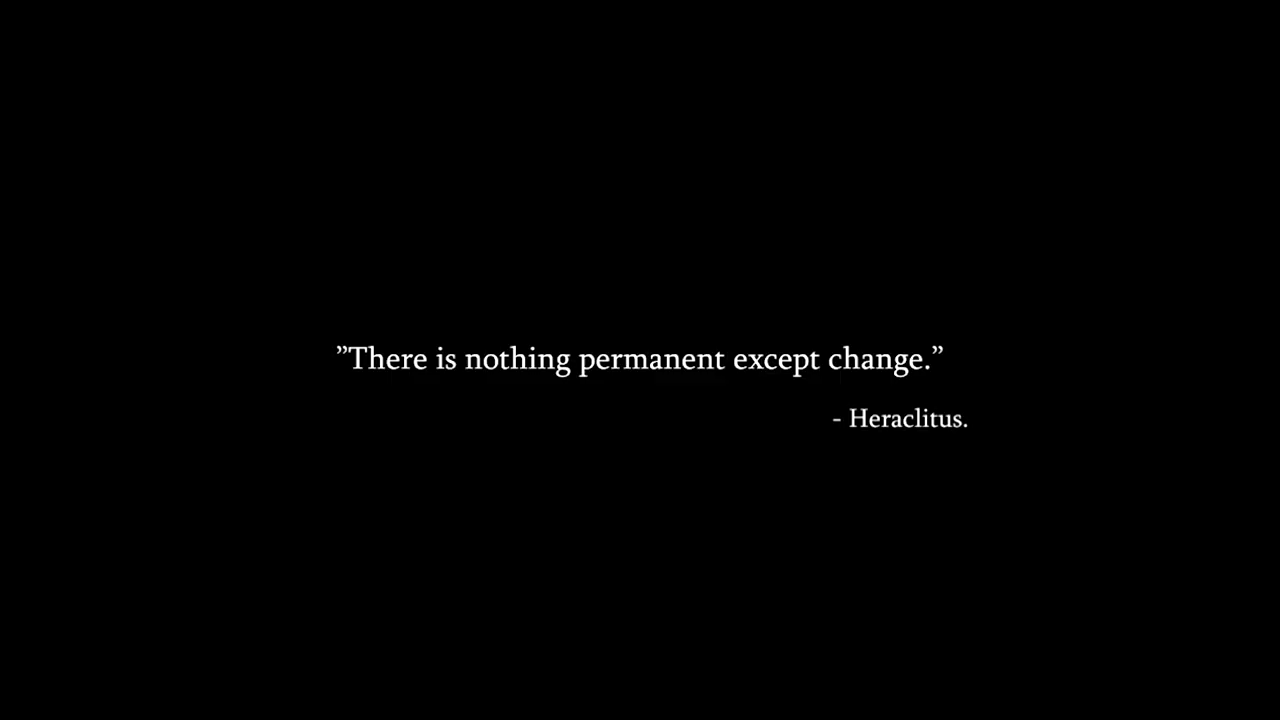 ”There is nothing permanent except change.”
- Heraclitus.